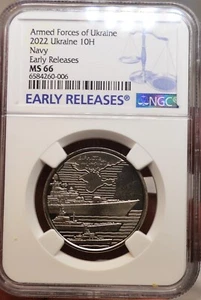 Armed Forces of Ukraine
2022 Ukraine 10H
Navy
Early Releases
MS 66
6584260-006
EARLY RELEASES®
NGC